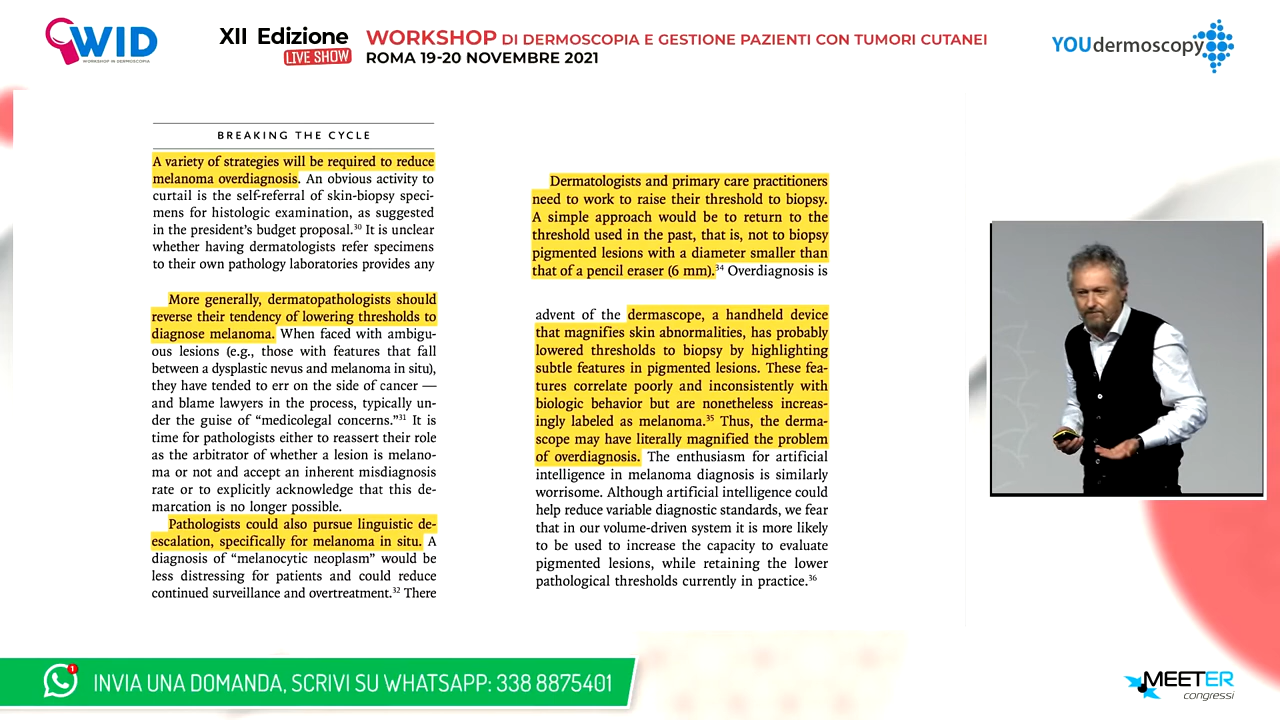 WID
WORKSHOP IN DERMOSCOPIA
XII Edizione
LIVE SHOW
WORKSHOP DI DERMOSCOPIA E GESTIONE PAZIENTI CON TUMORI CUTANEI
ROMA 19-20 NOVEMBRE 2021
YOUdermoscopy
BREAKING THE CYCLE
A variety of strategies will be required to reduce
melanoma overdiagnosis. An obvious activity to
curtail is the self-referral of skin-biopsy speci-
mens for histologic examination, as suggested
in the president's budget proposal.30 It is unclear
whether having dermatologists refer specimens
to their own pathology laboratories provides any
More generally, dermatopathologists should
reverse their tendency of lowering thresholds to
diagnose melanoma. When faced with ambigu-
ous lesions (e.g., those with features that fall
between a dysplastic nevus and melanoma in situ),
they have tended to err on the side of cancer —
and blame lawyers in the process, typically un-
der the guise of “medicolegal concerns.”31 It is
time for pathologists either to reassert their role
as the arbitrator of whether a lesion is melano-
ma or not and accept an inherent misdiagnosis
rate or to explicitly acknowledge that this de-
marcation is no longer possible.
Pathologists could also pursue linguistic de-
escalation, specifically for melanoma in situ. A
diagnosis of “melanocytic neoplasm” would be
less distressing for patients and could reduce
continued surveillance and overtreatment.32 There
Dermatologists and primary care practitioners
need to work to raise their threshold to biopsy.
A simple approach would be to return to the
threshold used in the past, that is, not to biopsy
pigmented lesions with a diameter smaller than
that of a pencil eraser (6 mm).34 Overdiagnosis is
advent of the dermascope, a handheld device
that magnifies skin abnormalities, has probably
lowered thresholds to biopsy by highlighting
subtle features in pigmented lesions. These fea-
tures correlate poorly and inconsistently with
biologic behavior but are nonetheless increas-
ingly labeled as melanoma.35 Thus, the derma-
scope may have literally magnified the problem
of overdiagnosis. The enthusiasm for artificial
intelligence in melanoma diagnosis is similarly
worrisome. Although artificial intelligence could
help reduce variable diagnostic standards, we fear
that in our volume-driven system it is more likely
to be used to increase the capacity to evaluate
pigmented lesions, while retaining the lower
pathological thresholds currently in practice.36
1
INVIA UNA DOMANDA, SCRIVI SU WHATSAPP: 338 8875401
MEETER
congressi